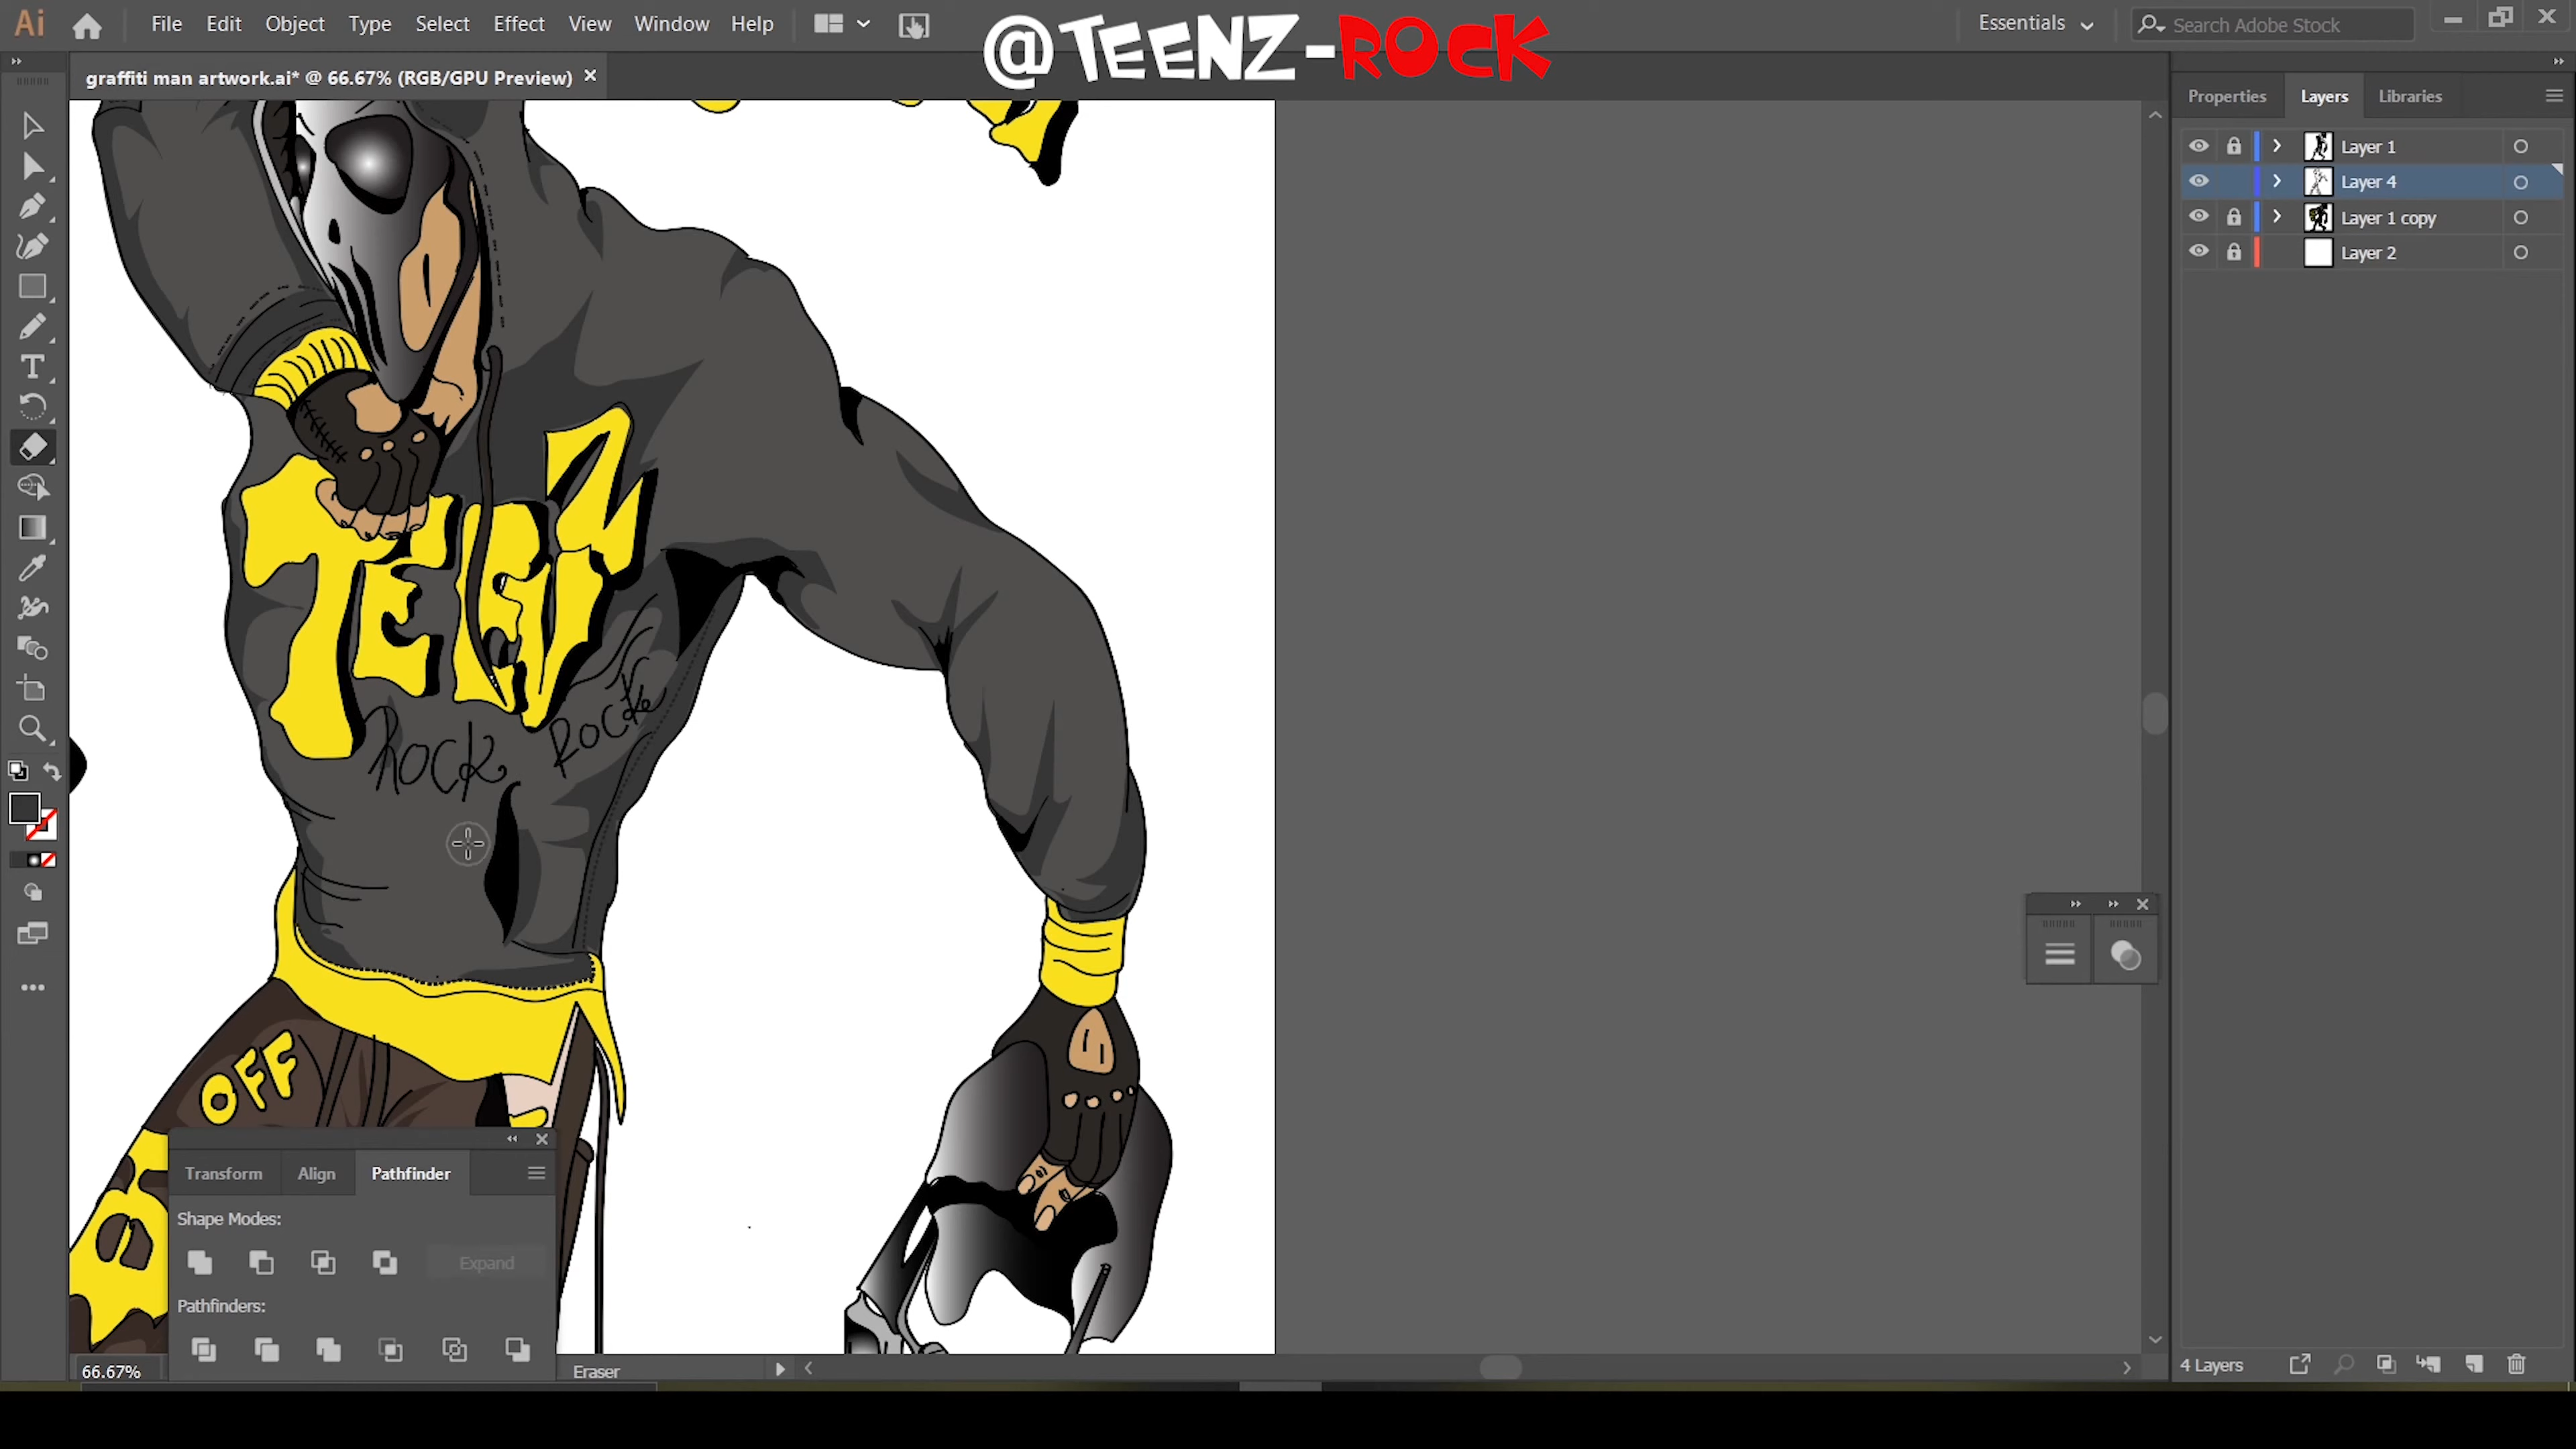 Ai File Edit Object Type Select Effect View Window Help
@TEENZ-ROCK
Essentials
Search Adobe Stock
graffiti man artwork.ai* @ 66.67% (RGB/GPU Preview)
Properties Layers Libraries
Layer 1
Layer 4
Layer 1 copy
Layer 2
TEENZ
Rock
Rock
OFF
Transform Align Pathfinder
Shape Modes:
Expand
Pathfinders:
66.67%
Eraser
4 Layers